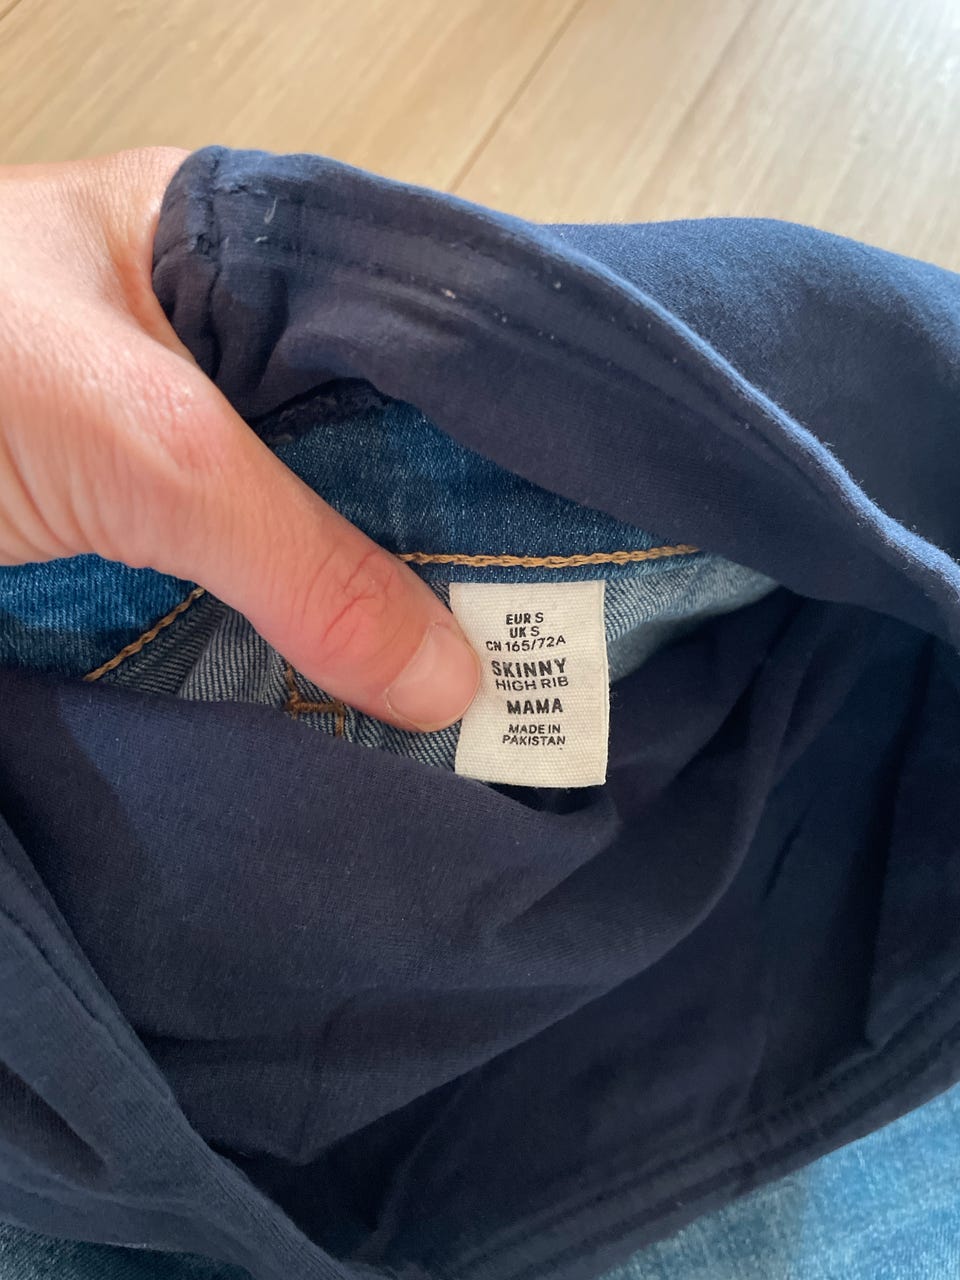 EUR S
UK S
CN 165/72A
SKINNY
HIGH RIB
MAMA
MADE IN
PAKISTAN